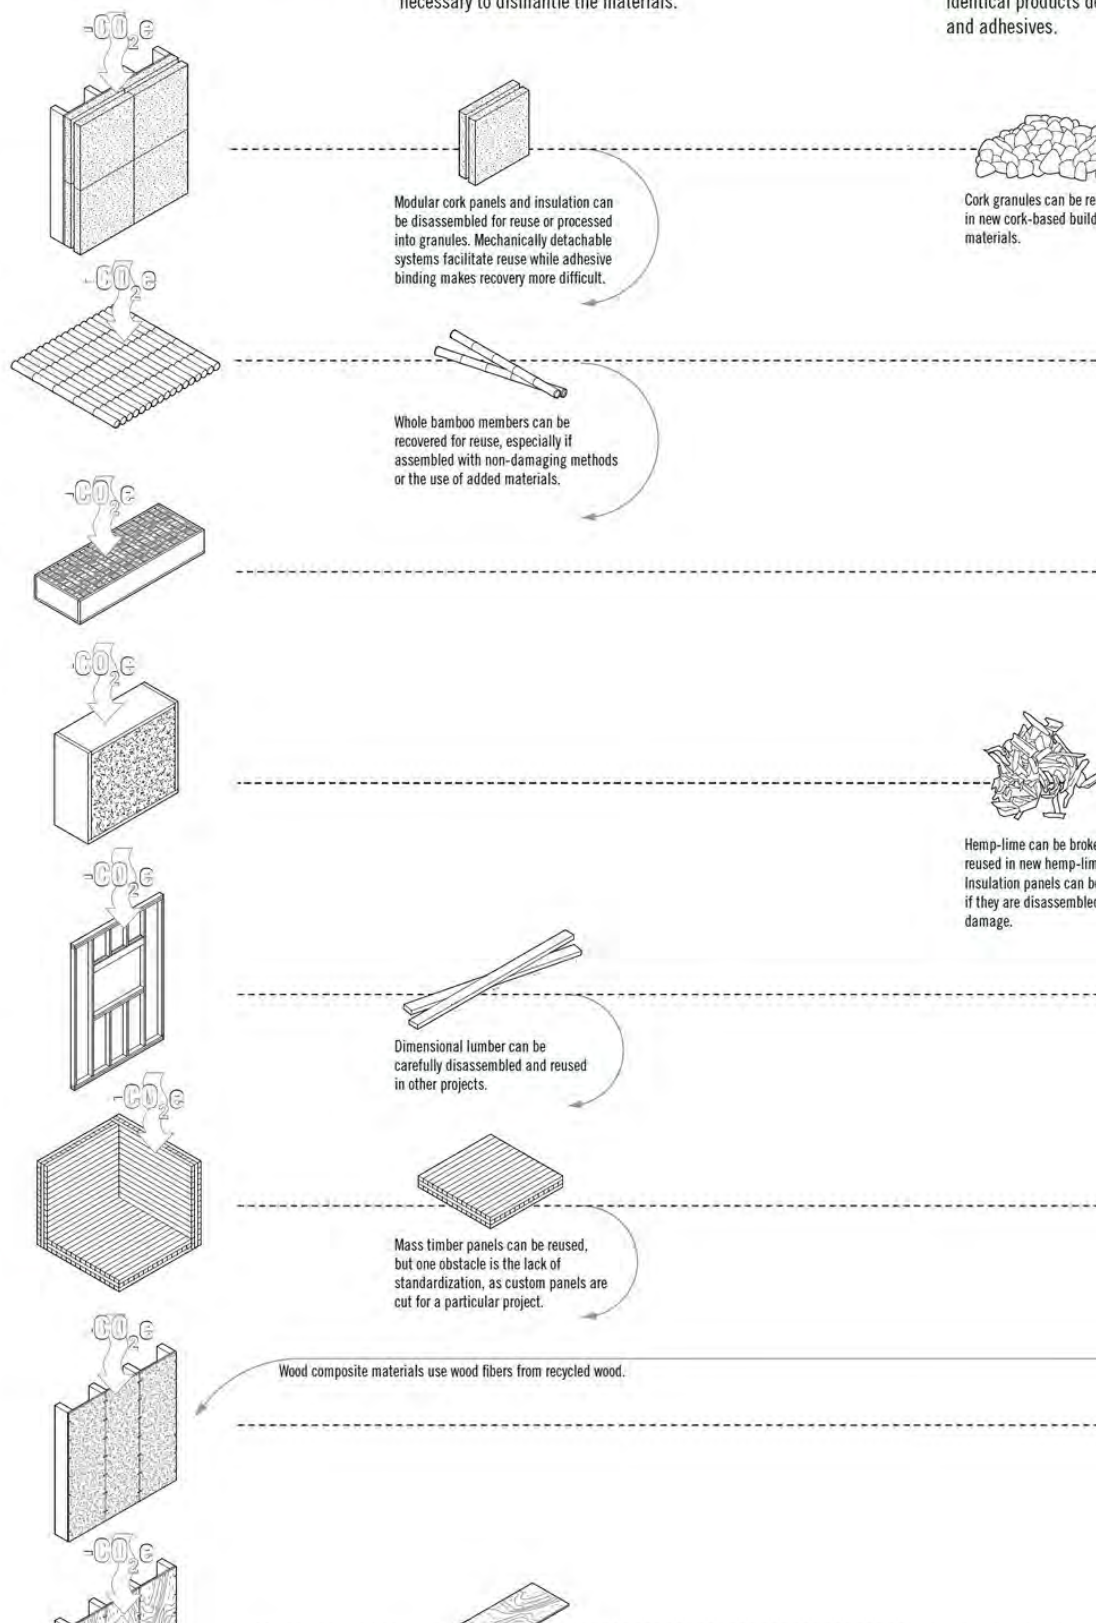 necessary to dismantle the materials.
identical products de
and adhesives.
-CO2e
Modular cork panels and insulation can
be disassembled for reuse or processed
into granules. Mechanically detachable
systems facilitate reuse while adhesive
binding makes recovery more difficult.
Cork granules can be re
in new cork-based build
materials.
-CO2e
Whole bamboo members can be
recovered for reuse, especially if
assembled with non-damaging methods
or the use of added materials.
-CO2e
-CO2e
Hemp-lime can be broke
reused in new hemp-lim
Insulation panels can be
if they are disassembled
damage.
-CO2e
Dimensional lumber can be
carefully disassembled and reused
in other projects.
-CO2e
Mass timber panels can be reused,
but one obstacle is the lack of
standardization, as custom panels are
cut for a particular project.
-CO2e
Wood composite materials use wood fibers from recycled wood.
-CO2e